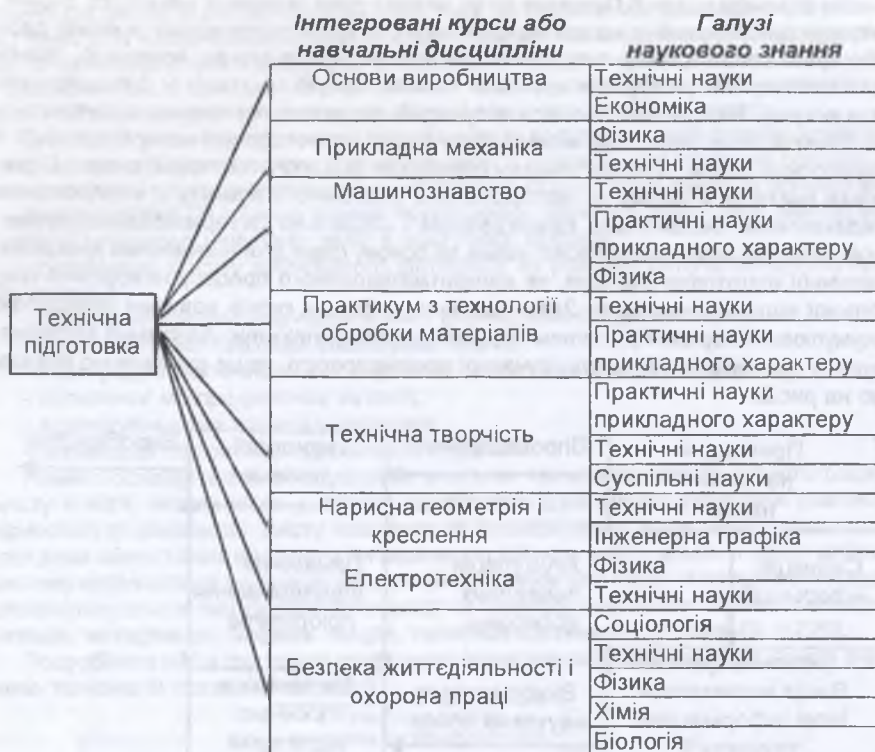 Інтегровані курси або
навчальні дисципліни
Галузі
наукового знання
Технічна
підготовка
Основи виробництва
Технічні науки
Економіка
Прикладна механіка
Фізика
Технічні науки
Машинознавство
Технічні науки
Практичні науки
прикладного характеру
Фізика
Практикум з технології
обробки матеріалів
Технічні науки
Практичні науки
прикладного характеру
Технічна творчість
Практичні науки
прикладного характеру
Технічні науки
Суспільні науки
Нарисна геометрія і
креслення
Технічні науки
Інженерна графіка
Електротехніка
Фізика
Технічні науки
Безпека життєдіяльності і
охорона праці
Соціологія
Технічні науки
Фізика
Хімія
Біологія